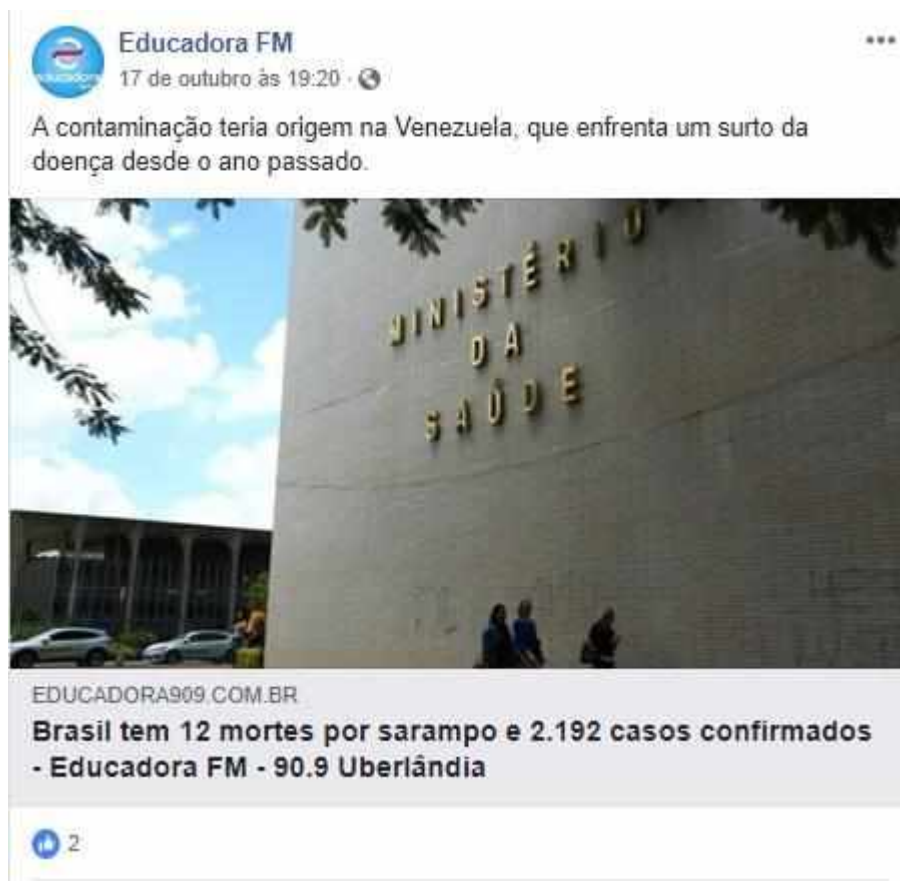 Educadora FM
17 de outubro às 19:20 ·
A contaminação teria origem na Venezuela, que enfrenta um surto da
doença desde o ano passado.
MINISTÉRIO
DA
SAÚDE
EDUCADORA909.COM.BR
Brasil tem 12 mortes por sarampo e 2.192 casos confirmados
- Educadora FM - 90.9 Uberlândia
2